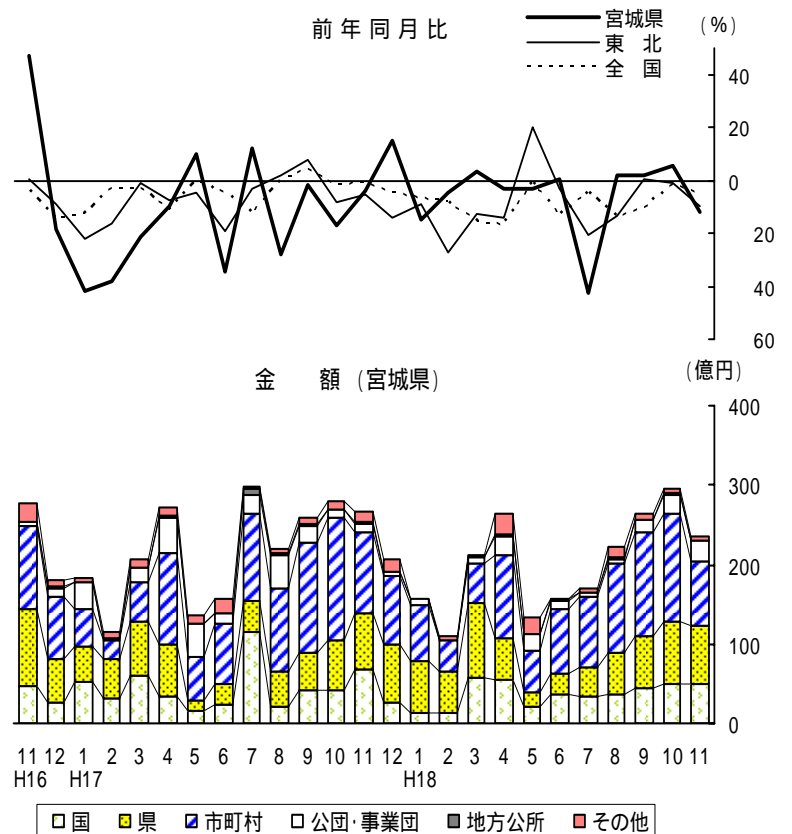 前年同月比
宮城県
東 北
全 国
(%)
40
20
0
20
40
60
金 額 (宮城県)
(億円)
400
300
200
100
0
11 12 1 2 3 4 5 6 7 8 9 10 11 12 1 2 3 4 5 6 7 8 9 10 11
H16 H17 H18
国 県 市町村 公団・事業団 地方公所 その他